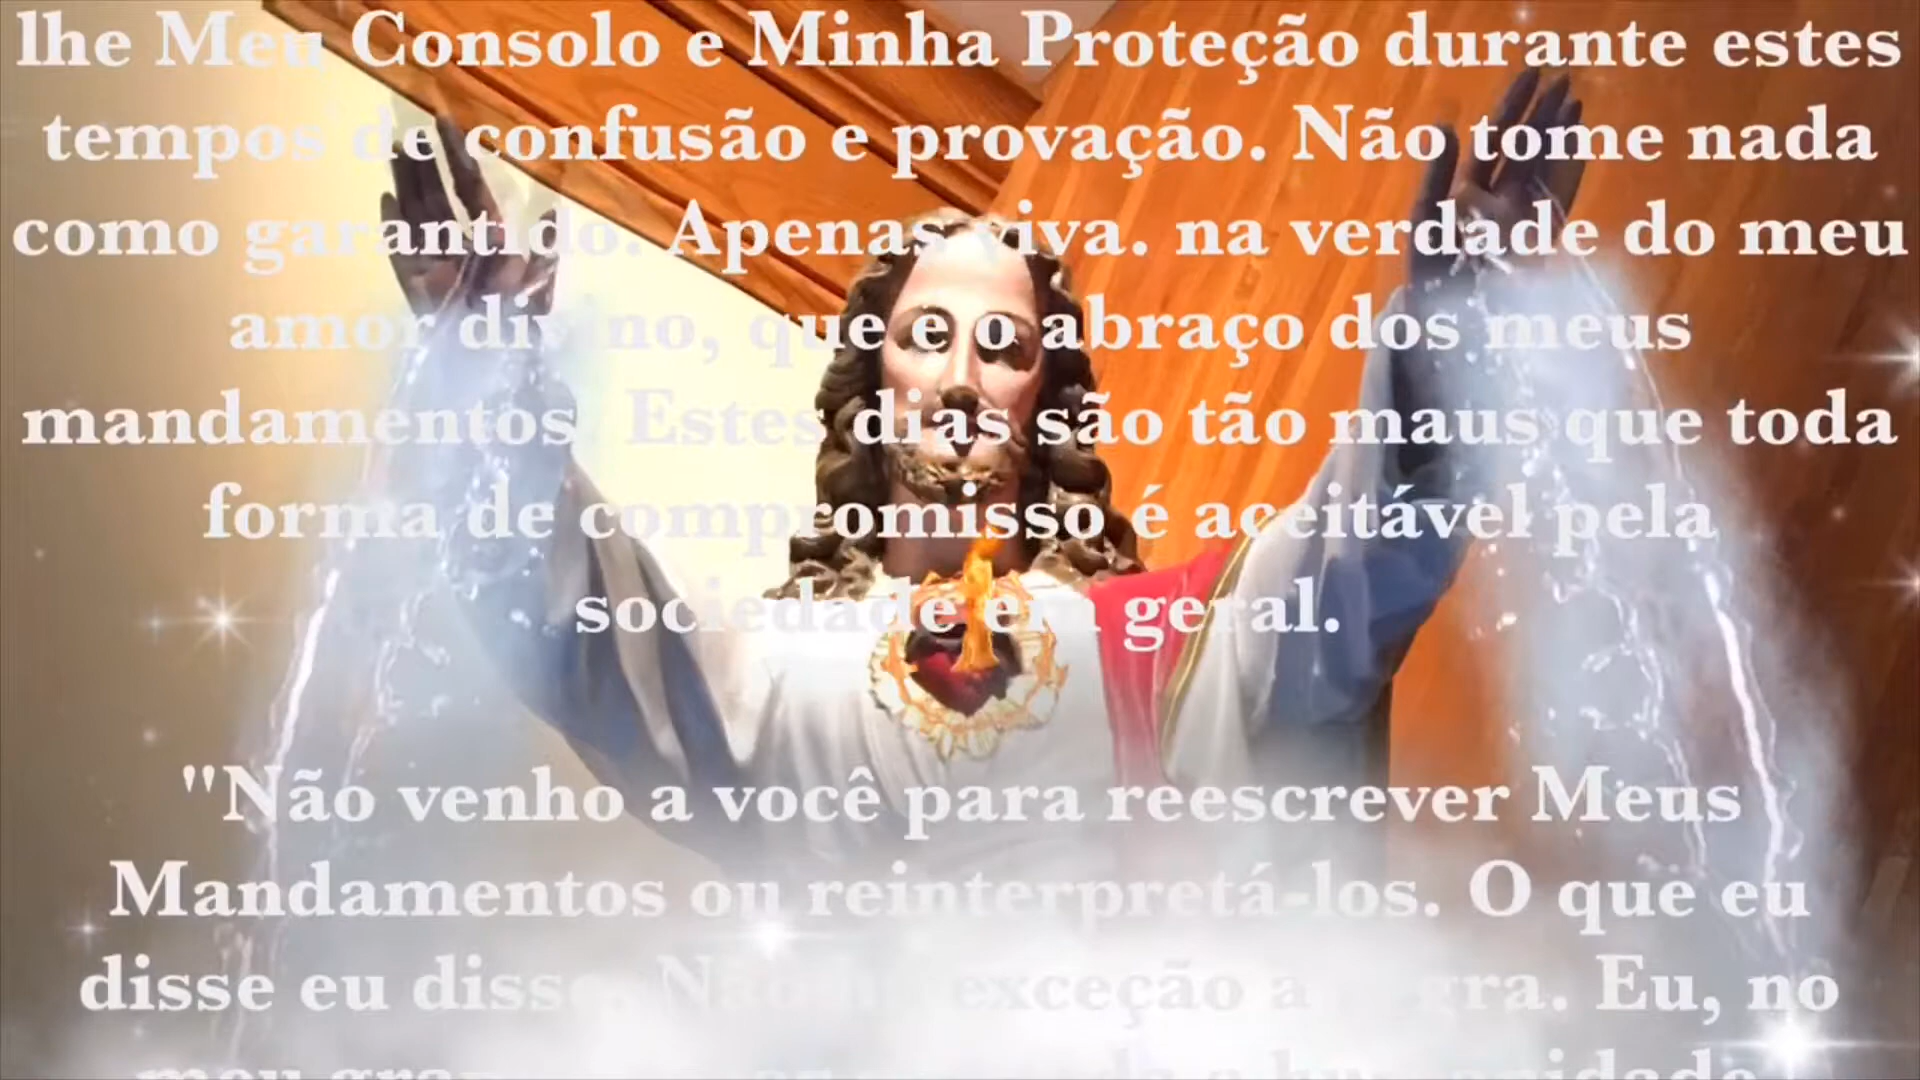 lhe Meu Consolo e Minha Proteção durante estes
tempos de confusão e provação. Não tome nada
como garantido. Apenas viva. na verdade do meu
amor divino, que e o abraço dos meus
mandamentos. Estes dias são tão maus que toda
forma de compromisso é aceitável pela
sociedade em geral.
"Não venho a você para reescrever Meus
Mandamentos ou reinterpretá-los. O que eu
disse eu disse. exceção a regra. Eu, no
meu